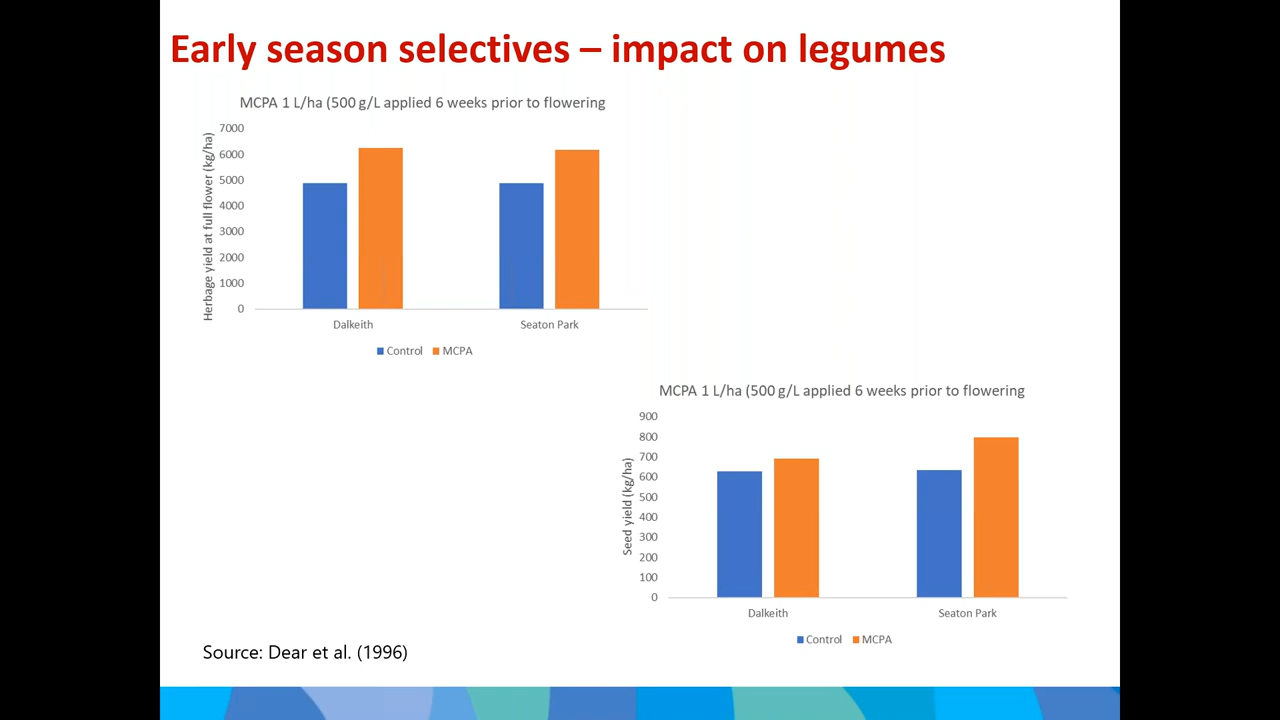 Early season selectives – impact on legumes
MCPA 1 L/ha (500 g/L applied 6 weeks prior to flowering
Herbage yield at full flower (kg/ha)
7000
6000
5000
4000
3000
2000
1000
0
Dalkeith
Seaton Park
Control
MCPA
MCPA 1 L/ha (500 g/L applied 6 weeks prior to flowering
Seed yield (kg/ha)
900
800
700
600
500
400
300
200
100
0
Dalkeith
Seaton Park
Control
MCPA
Source: Dear et al. (1996)